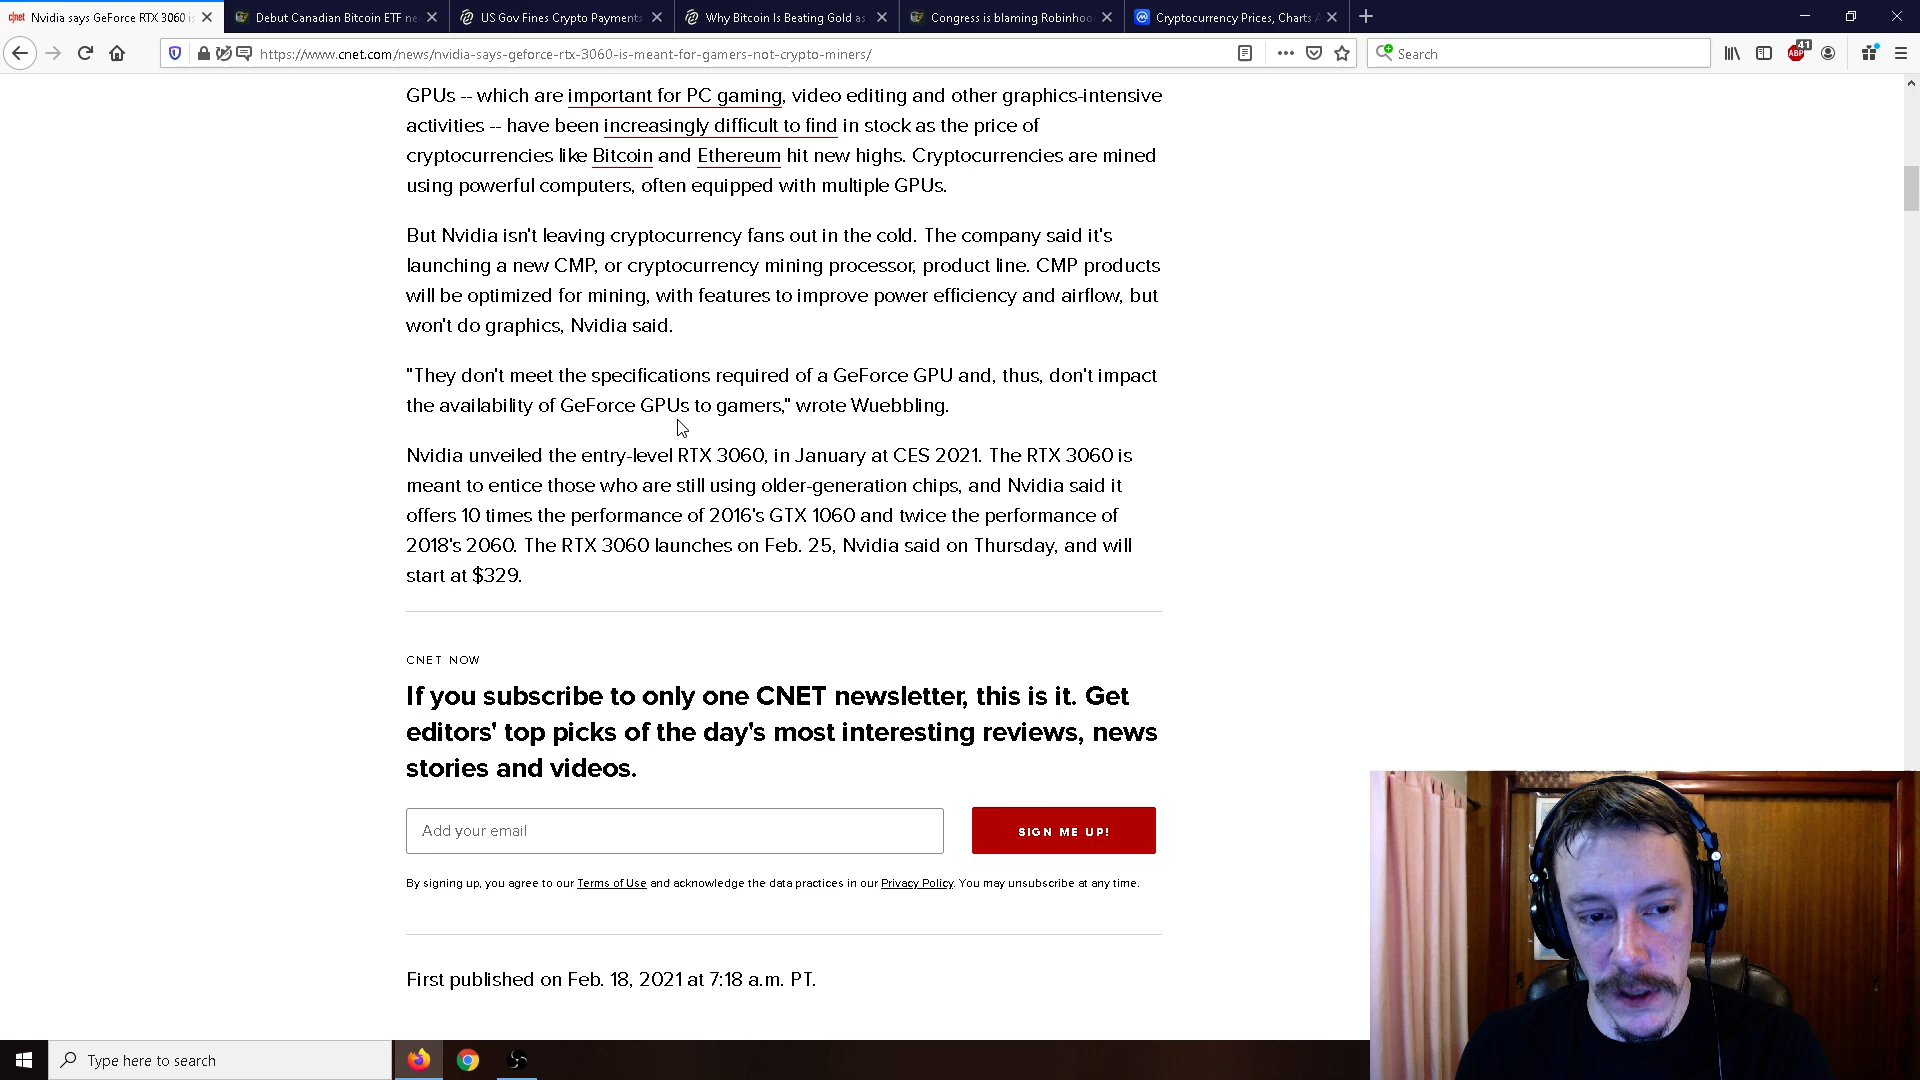 cnet Nvidia says GeForce RTX 3060 is
Debut Canadian Bitcoin ETF ne
US Gov Fines Crypto Payments
Why Bitcoin Is Beating Gold as
Congress is blaming Robinhoo
Cryptocurrency Prices, Charts A
https://www.cnet.com/news/nvidia-says-geforce-rtx-3060-is-meant-for-gamers-not-crypto-miners/
Search
ABP
41
GPUs -- which are important for PC gaming, video editing and other graphics-intensive
activities -- have been increasingly difficult to find in stock as the price of
cryptocurrencies like Bitcoin and Ethereum hit new highs. Cryptocurrencies are mined
using powerful computers, often equipped with multiple GPUs.
But Nvidia isn't leaving cryptocurrency fans out in the cold. The company said it's
launching a new CMP, or cryptocurrency mining processor, product line. CMP products
will be optimized for mining, with features to improve power efficiency and airflow, but
won't do graphics, Nvidia said.
"They don't meet the specifications required of a GeForce GPU and, thus, don't impact
the availability of GeForce GPUs to gamers," wrote Wuebbling.
Nvidia unveiled the entry-level RTX 3060, in January at CES 2021. The RTX 3060 is
meant to entice those who are still using older-generation chips, and Nvidia said it
offers 10 times the performance of 2016's GTX 1060 and twice the performance of
2018's 2060. The RTX 3060 launches on Feb. 25, Nvidia said on Thursday, and will
start at $329.
CNET NOW
If you subscribe to only one CNET newsletter, this is it. Get
editors' top picks of the day's most interesting reviews, news
stories and videos.
Add your email
SIGN ME UP!
By signing up, you agree to our Terms of Use and acknowledge the data practices in our Privacy Policy. You may unsubscribe at any time.
First published on Feb. 18, 2021 at 7:18 a.m. PT.
Type here to search